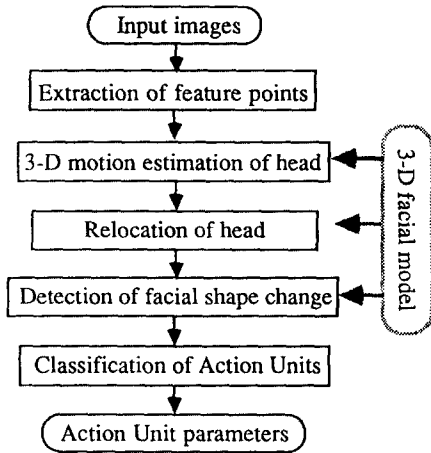 Input images
Extraction of feature points
3-D motion estimation of head
Relocation of head
Detection of facial shape change
Classification of Action Units
Action Unit parameters
3-D facial model